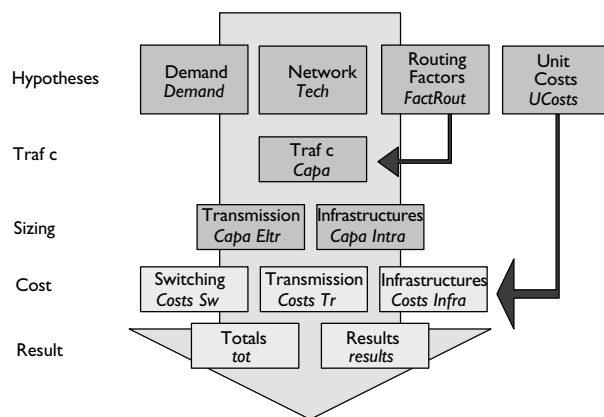 Hypotheses
Demand
Demand
Network
Tech
Routing
Factors
FactRout
Unit
Costs
UCosts
Traf c
Traf c
Capa
Sizing
Transmission
Capa Eltr
Infrastructures
Capa Intra
Cost
Switching
Costs Sw
Transmission
Costs Tr
Infrastructures
Costs Infra
Result
Totals
tot
Results
results